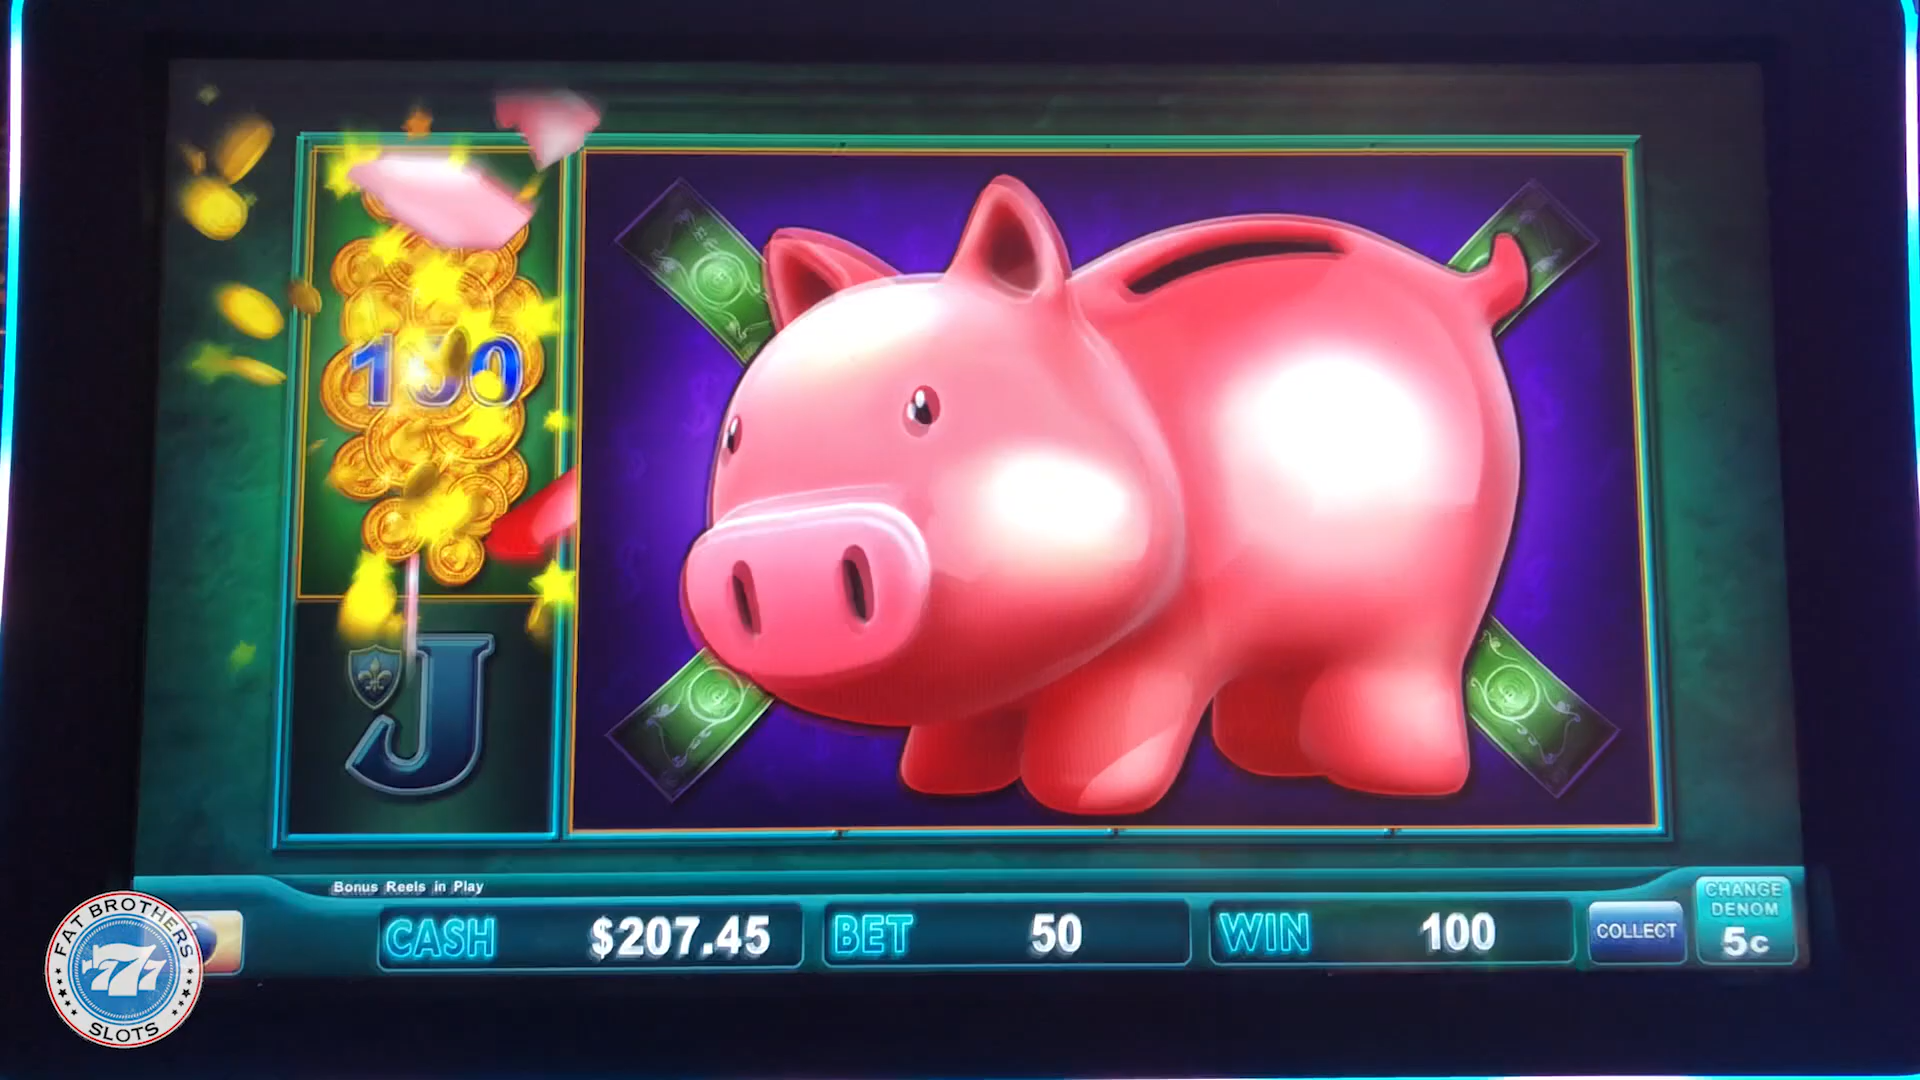 J
Bonus Reels in Play
CASH $207.45
BET 50
WIN 100
COLLECT
CHANGE
DENOM
5c
FAT BROTHERS
777
SLOTS